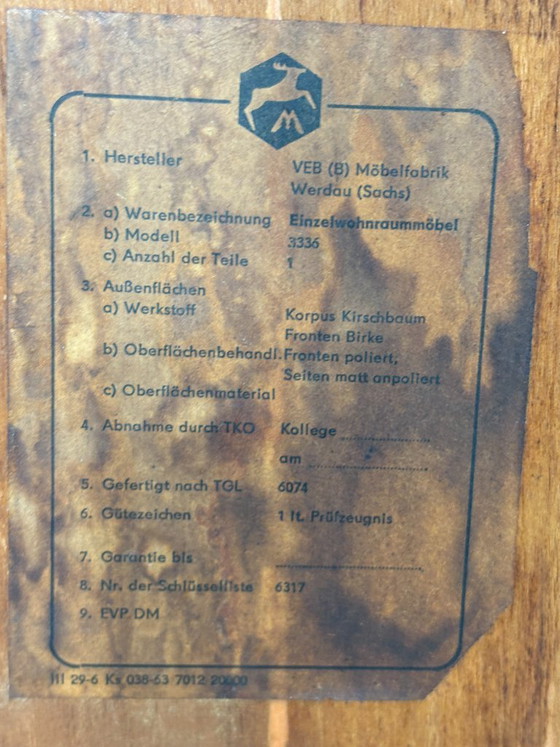 M
1. Hersteller VEB (B) Möbelfabrik
Werdau (Sachs)
2. a) Warenbezeichnung Einzelwohnraummöbel
b) Modell 3336
c) Anzahl der Teile 1
3. Außenflächen
a) Werkstoff Korpus Kirschbaum
Fronten Birke
b) Oberflächenbehandl. Fronten poliert,
Seiten matt anpoliert
c) Oberflächenmaterial
4. Abnahme durch TKO Kollege
am
5. Gefertigt nach TGL 6074
6. Gütezeichen 1 lt. Prüfzeugnis
7. Garantie bis
8. Nr. der Schlüsselliste 6317
9. EVP DM
III 29-6 Ks 038-63 7012 20000